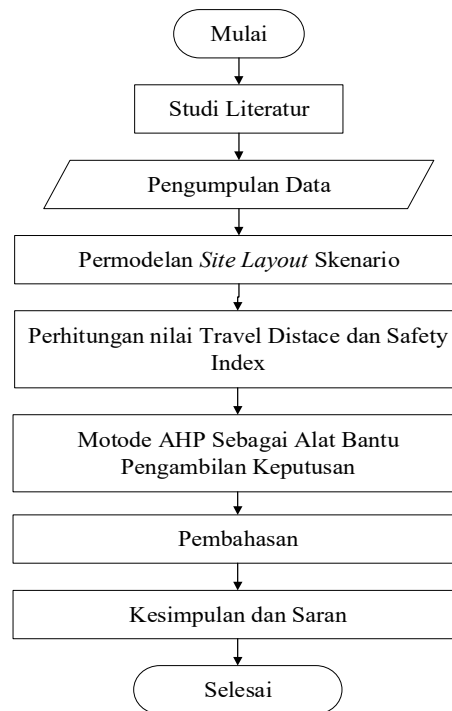 Mulai
Studi Literatur
Pengumpulan Data
Permodelan Site Layout Skenario
Perhitungan nilai Travel Distace dan Safety
Index
Motode AHP Sebagai Alat Bantu
Pengambilan Keputusan
Pembahasan
Kesimpulan dan Saran
Selesai